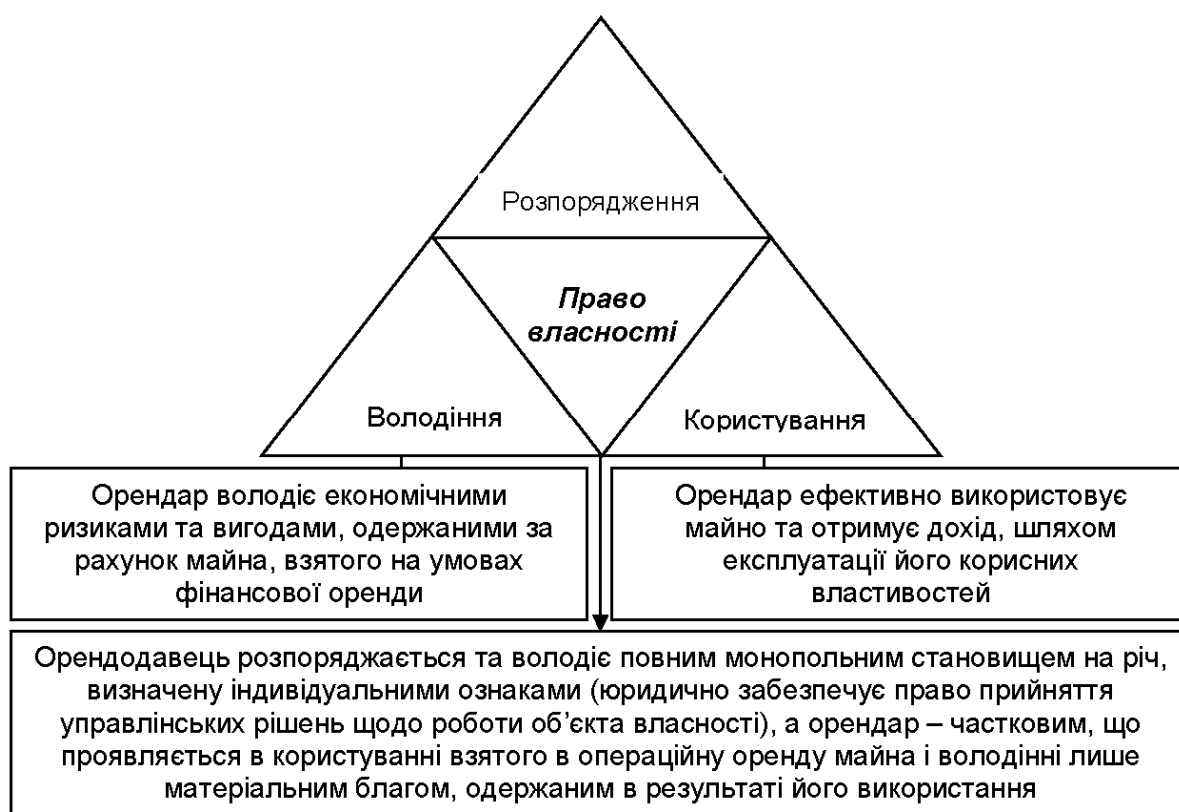 Розпорядження
Право
власності
Володіння
Користування
Орендар володіє економічними
ризиками та вигодами, одержаними за
рахунок майна, взятого на умовах
фінансової оренди
Орендар ефективно використовує
майно та отримує дохід, шляхом
експлуатації його корисних
властивостей
Орендодавець розпоряджається та володіє повним монопольним становищем на річ,
визначену індивідуальними ознаками (юридично забезпечує право прийняття
управлінських рішень щодо роботи об’єкта власності), а орендар – частковим, що
проявляється в користуванні взятого в операційну оренду майна і володінні лише
матеріальним благом, одержаним в результаті його використання